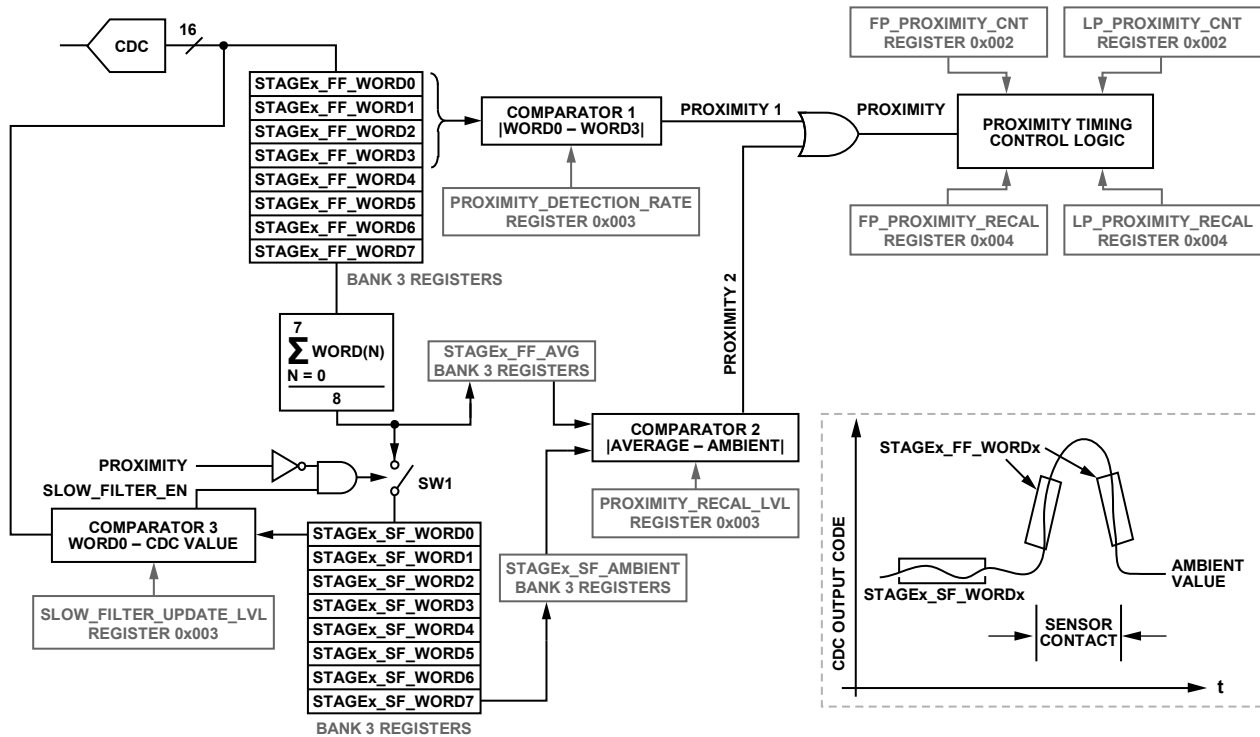 CDC
16
STAGEx_FF_WORD0
STAGEx_FF_WORD1
STAGEx_FF_WORD2
STAGEx_FF_WORD3
STAGEx_FF_WORD4
STAGEx_FF_WORD5
STAGEx_FF_WORD6
STAGEx_FF_WORD7
BANK 3 REGISTERS
COMPARATOR 1
|WORD0 – WORD3|
PROXIMITY_DETECTION_RATE
REGISTER 0x003
PROXIMITY 1
PROXIMITY
FP_PROXIMITY_CNT
REGISTER 0x002
LP_PROXIMITY_CNT
REGISTER 0x002
PROXIMITY TIMING
CONTROL LOGIC
FP_PROXIMITY_RECAL
REGISTER 0x004
LP_PROXIMITY_RECAL
REGISTER 0x004
PROXIMITY 2
7
Σ WORD(N)
N = 0
8
STAGEx_FF_AVG
BANK 3 REGISTERS
COMPARATOR 2
|AVERAGE – AMBIENT|
PROXIMITY_RECAL_LVL
REGISTER 0x003
PROXIMITY
SLOW_FILTER_EN
SW1
COMPARATOR 3
WORD0 – CDC VALUE
SLOW_FILTER_UPDATE_LVL
REGISTER 0x003
STAGEx_SF_WORD0
STAGEx_SF_WORD1
STAGEx_SF_WORD2
STAGEx_SF_WORD3
STAGEx_SF_WORD4
STAGEx_SF_WORD5
STAGEx_SF_WORD6
STAGEx_SF_WORD7
BANK 3 REGISTERS
STAGEx_SF_AMBIENT
BANK 3 REGISTERS
CDC OUTPUT CODE
STAGEx_FF_WORDx
STAGEx_SF_WORDx
AMBIENT
VALUE
SENSOR
CONTACT
t